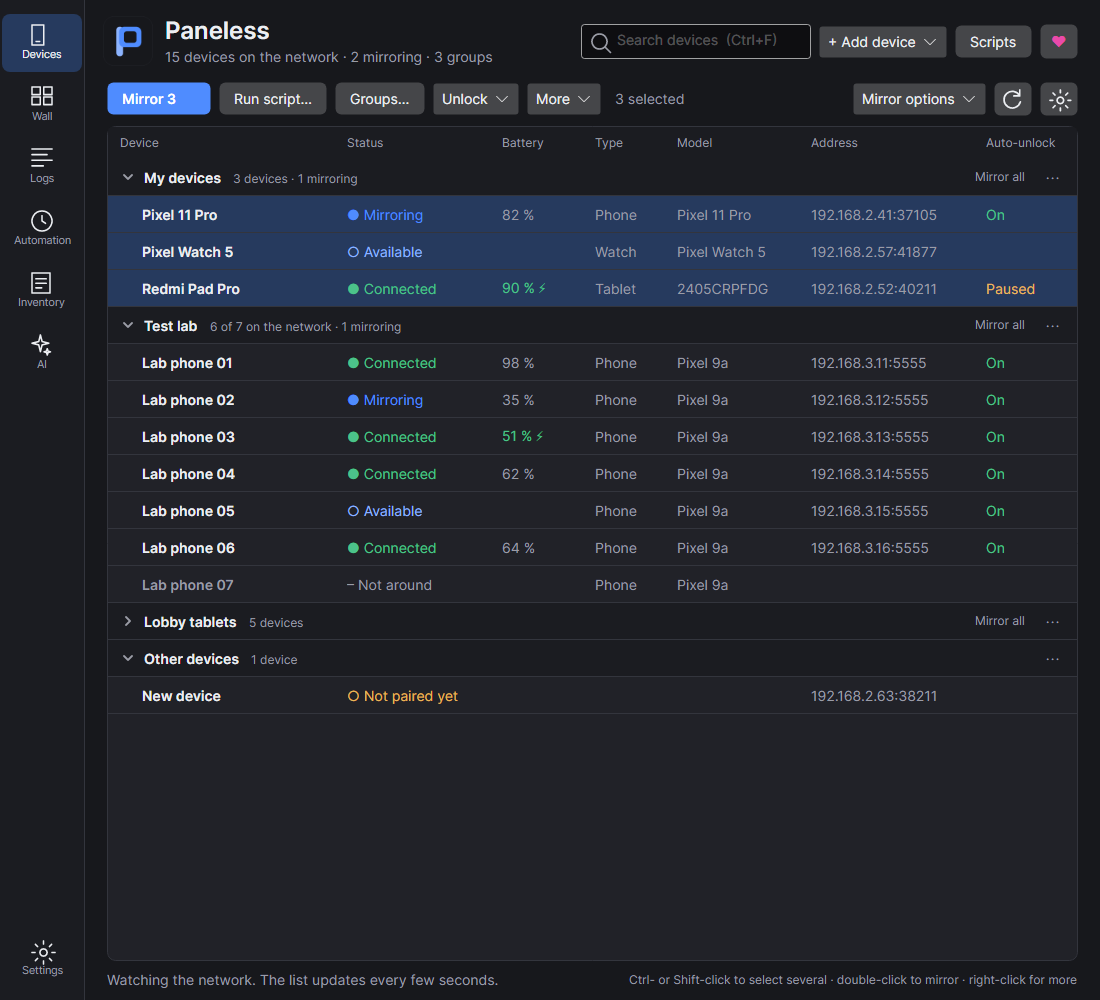 Devices
Wall
Logs
Automation
Inventory
AI
Settings
Paneless
15 devices on the network · 2 mirroring · 3 groups
Search devices (Ctrl+F)
+ Add device
Scripts
Mirror 3
Run script...
Groups...
Unlock
More
3 selected
Mirror options
Device Status Battery Type Model Address Auto-unlock
My devices 3 devices · 1 mirroring Mirror all ...
Pixel 11 Pro Mirroring 82 % Phone Pixel 11 Pro 192.168.2.41:37105 On
Pixel Watch 5 Available Watch Pixel Watch 5 192.168.2.57:41877
Redmi Pad Pro Connected 90 % ⚡ Tablet 2405CRPFDG 192.168.2.52:40211 Paused
Test lab 6 of 7 on the network · 1 mirroring Mirror all ...
Lab phone 01 Connected 98 % Phone Pixel 9a 192.168.3.11:5555 On
Lab phone 02 Mirroring 35 % Phone Pixel 9a 192.168.3.12:5555 On
Lab phone 03 Connected 51 % ⚡ Phone Pixel 9a 192.168.3.13:5555 On
Lab phone 04 Connected 62 % Phone Pixel 9a 192.168.3.14:5555 On
Lab phone 05 Available Phone Pixel 9a 192.168.3.15:5555 On
Lab phone 06 Connected 64 % Phone Pixel 9a 192.168.3.16:5555 On
Lab phone 07 – Not around Phone Pixel 9a
Lobby tablets 5 devices Mirror all ...
Other devices 1 device ...
New device Not paired yet 192.168.2.63:38211
Watching the network. The list updates every few seconds.
Ctrl- or Shift-click to select several · double-click to mirror · right-click for more